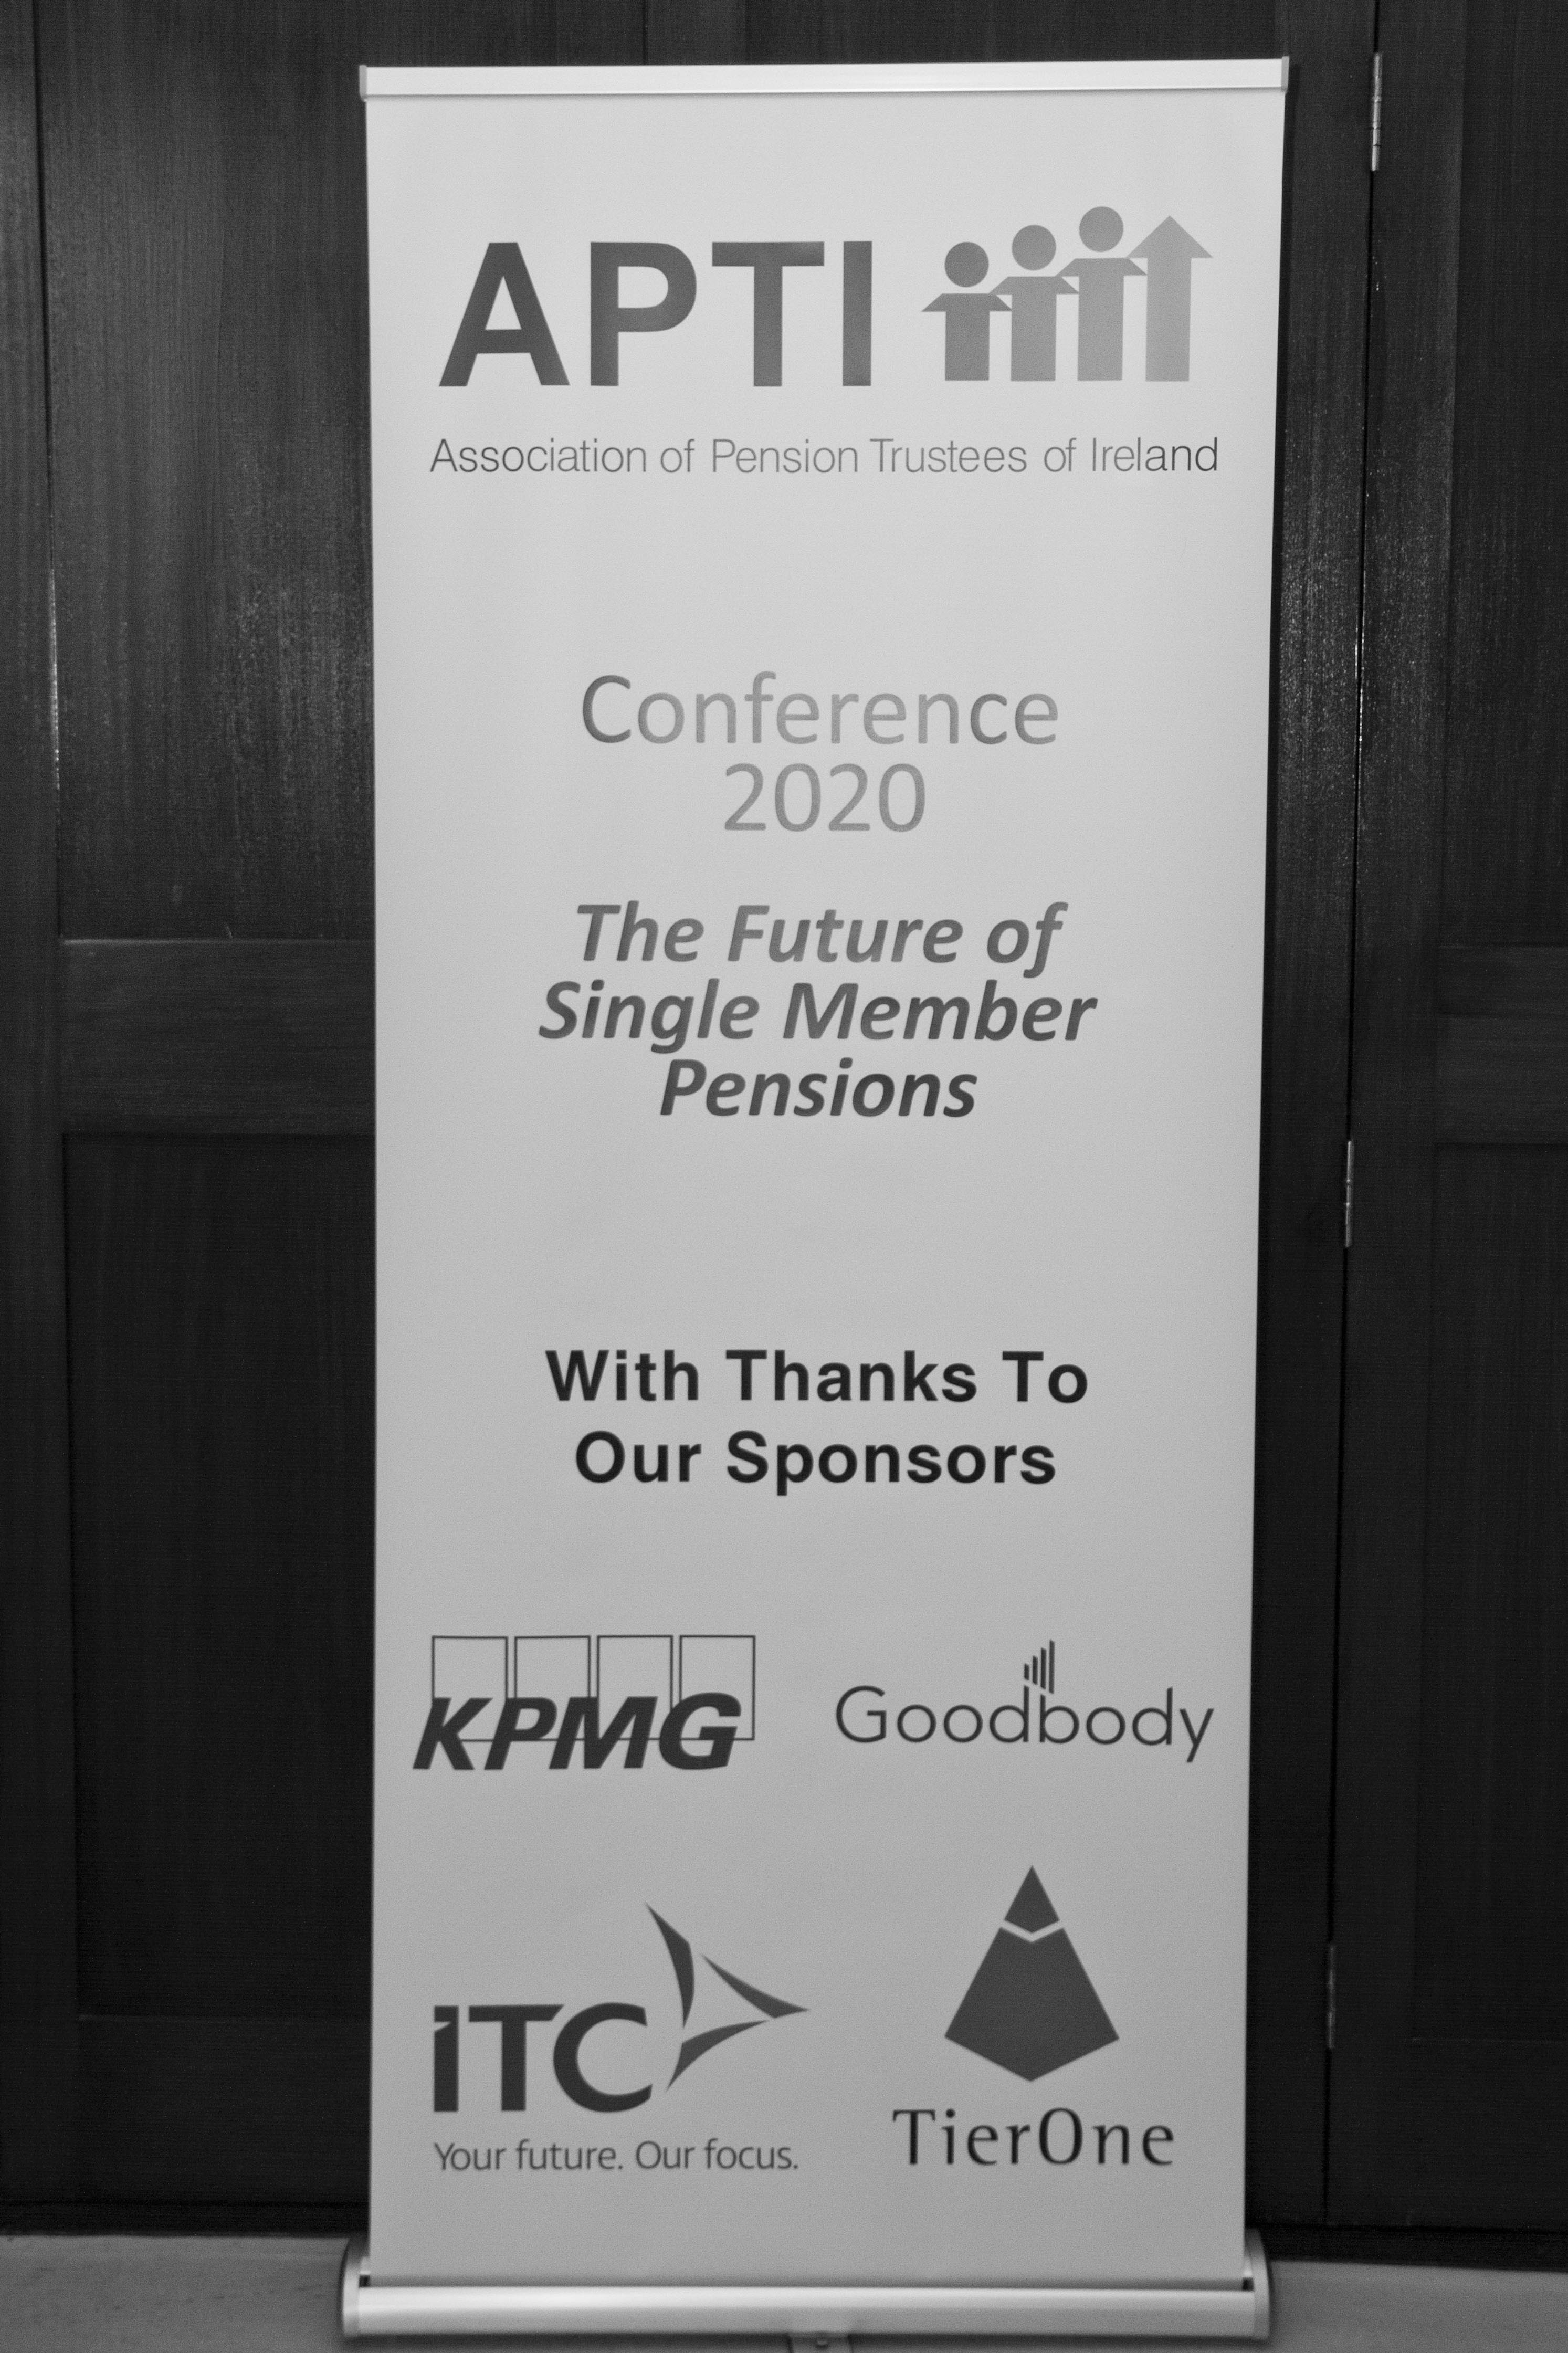 APTI
Association of Pension Trustees of Ireland
Conference
2020
The Future of
Single Member
Pensions
With Thanks To
Our Sponsors
KPMG
Goodbody
iTC
Your future. Our focus.
TierOne